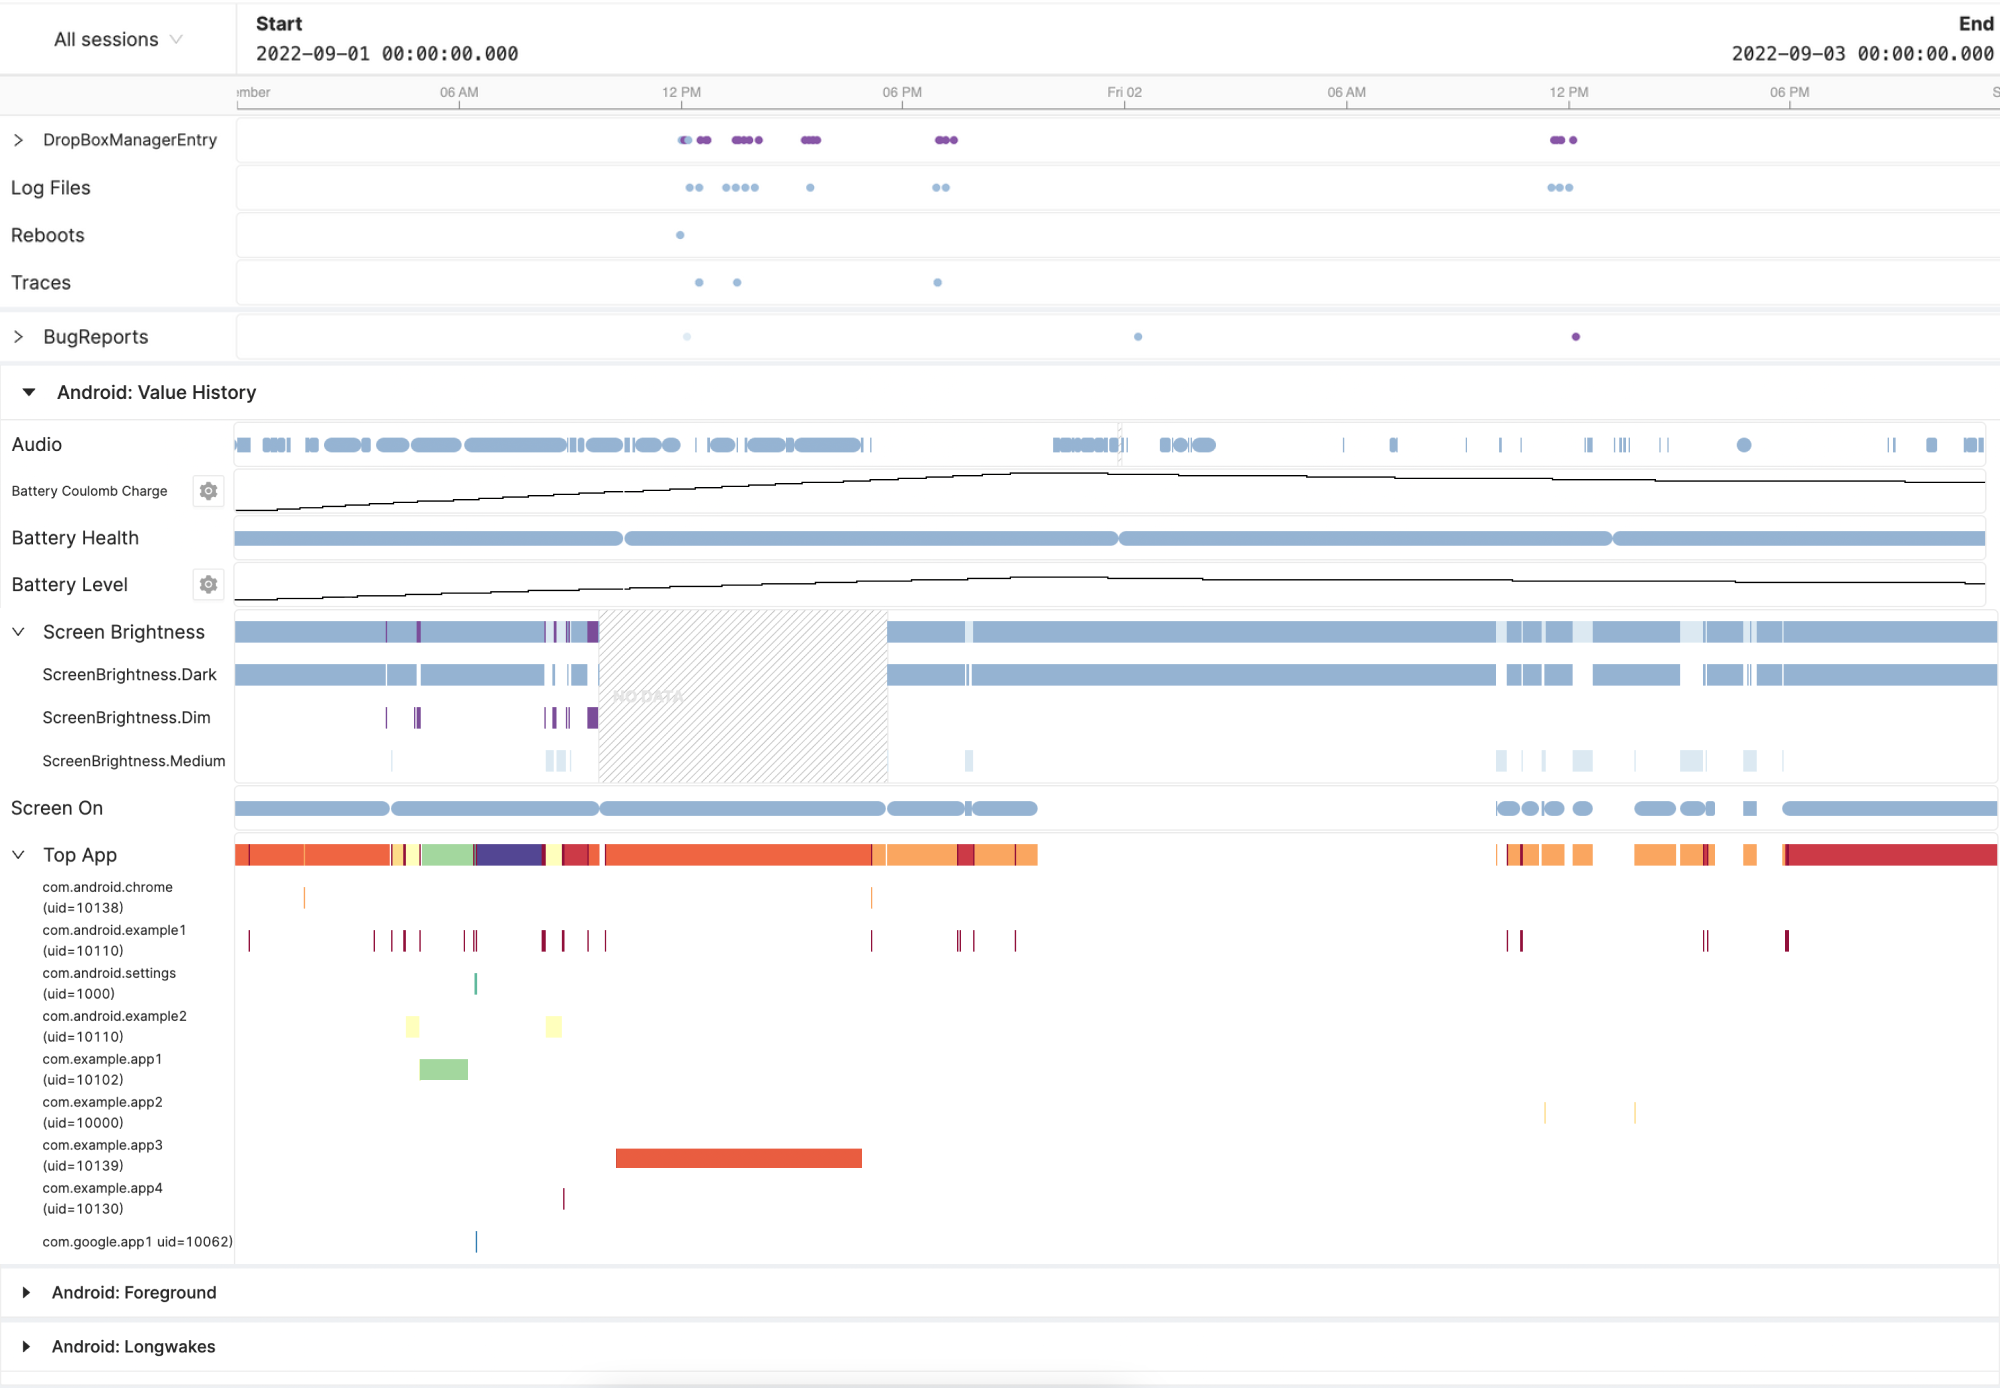 All sessions
Start
End
2022-09-01 00:00:00.000
2022-09-03 00:00:00.000
ember
06 AM
12 PM
06 PM
Fri 02
06 AM
12 PM
06 PM
S
DropBoxManagerEntry
Log Files
Reboots
Traces
BugReports
Android: Value History
Audio
Battery Coulomb Charge
Battery Health
Battery Level
Screen Brightness
ScreenBrightness.Dark
NO DATA
ScreenBrightness.Dim
ScreenBrightness.Medium
Screen On
Top App
com.android.chrome
(uid=10138)
com.android.example1
(uid=10110)
com.android.settings
(uid=1000)
com.android.example2
(uid=10110)
com.example.app1
(uid=10102)
com.example.app2
(uid=10000)
com.example.app3
(uid=10139)
com.example.app4
(uid=10130)
com.google.app1 uid=10062)
Android: Foreground
Android: Longwakes